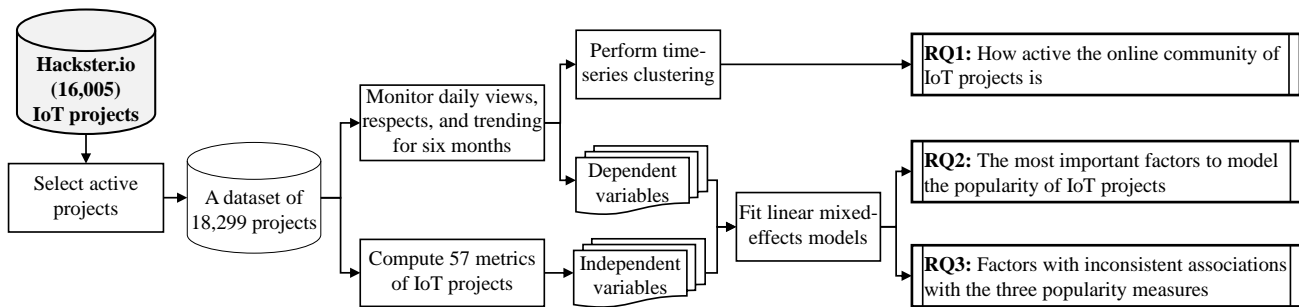 Hackster.io
(16,005)
IoT projects
Select active
projects
A dataset of
18,299 projects
Monitor daily views,
respects, and trending
for six months
Compute 57 metrics
of IoT projects
Perform time-
series clustering
Dependent
variables
Independent
variables
Fit linear mixed-
effects models
RQ1: How active the online community of
IoT projects is
RQ2: The most important factors to model
the popularity of IoT projects
RQ3: Factors with inconsistent associations
with the three popularity measures